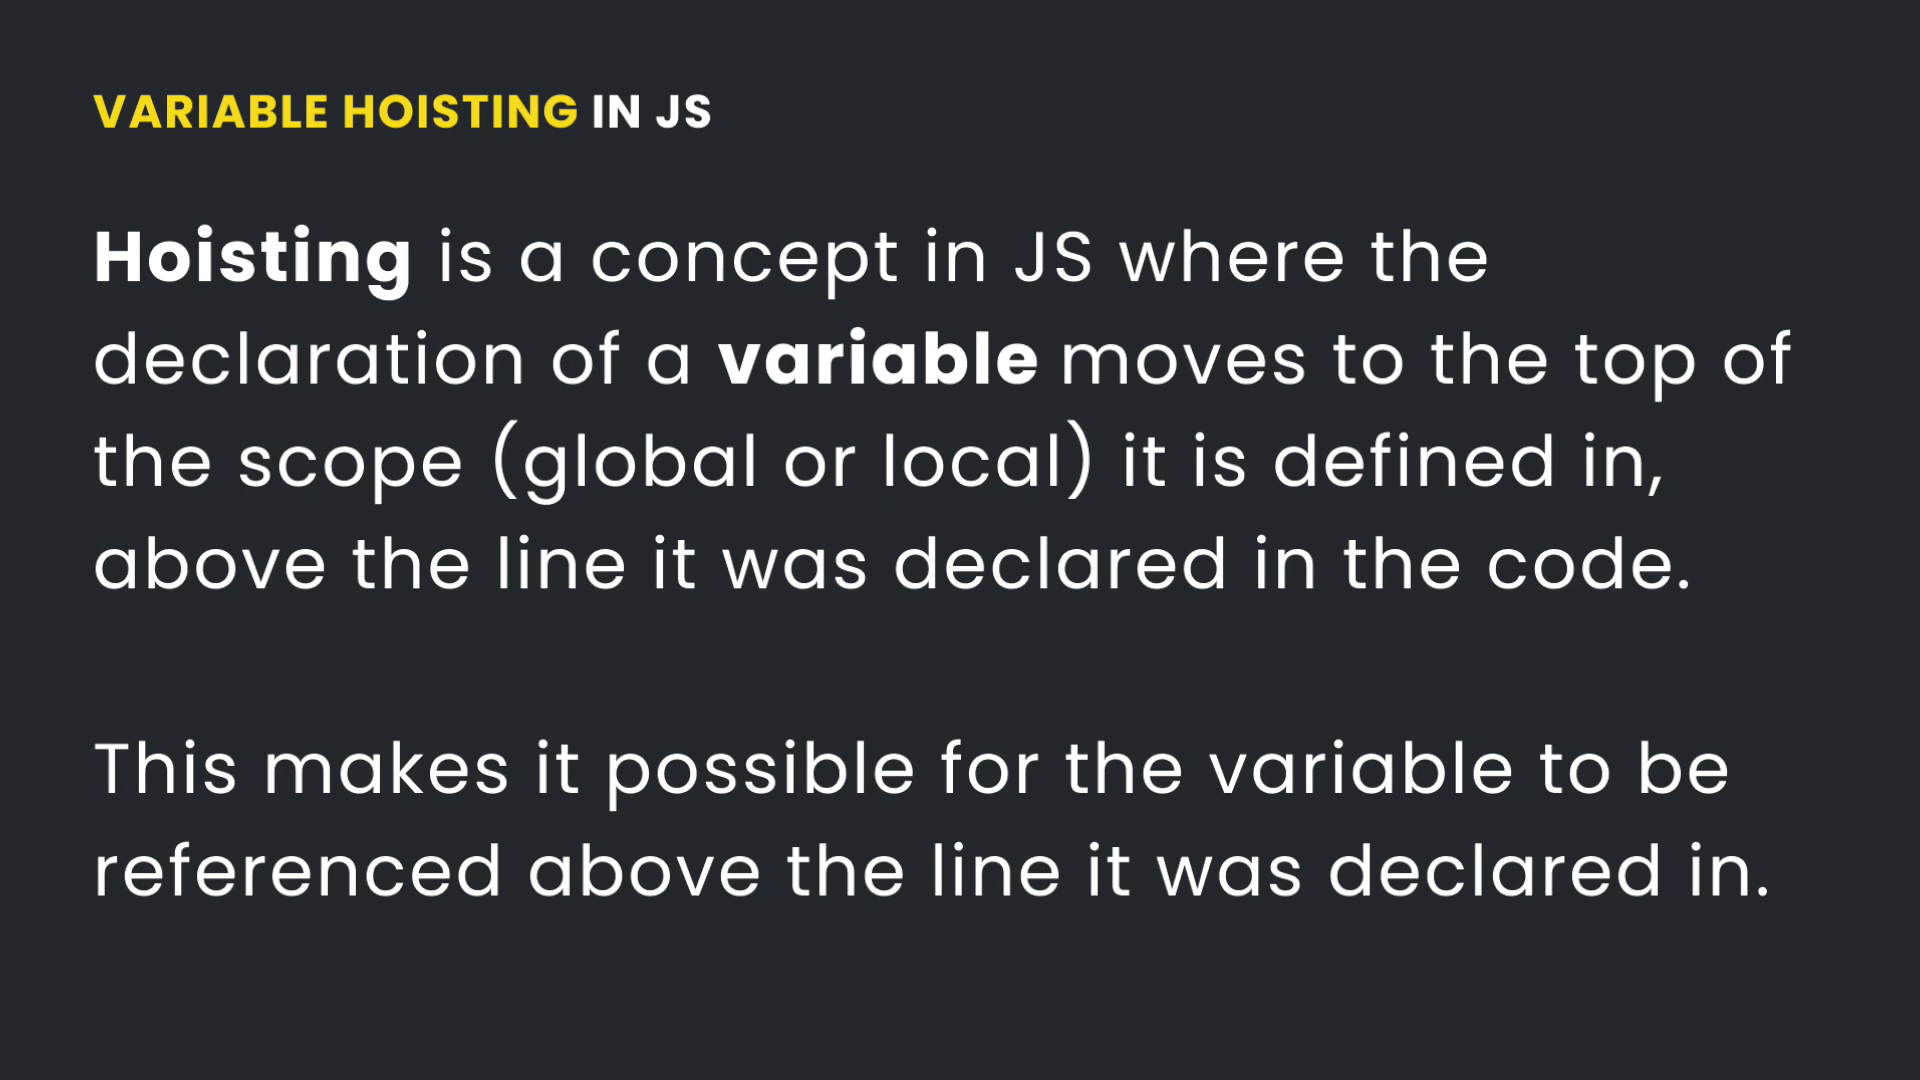 VARIABLE HOISTING IN JS
Hoisting is a concept in JS where the
declaration of a variable moves to the top of
the scope (global or local) it is defined in,
above the line it was declared in the code.
This makes it possible for the variable to be
referenced above the line it was declared in.